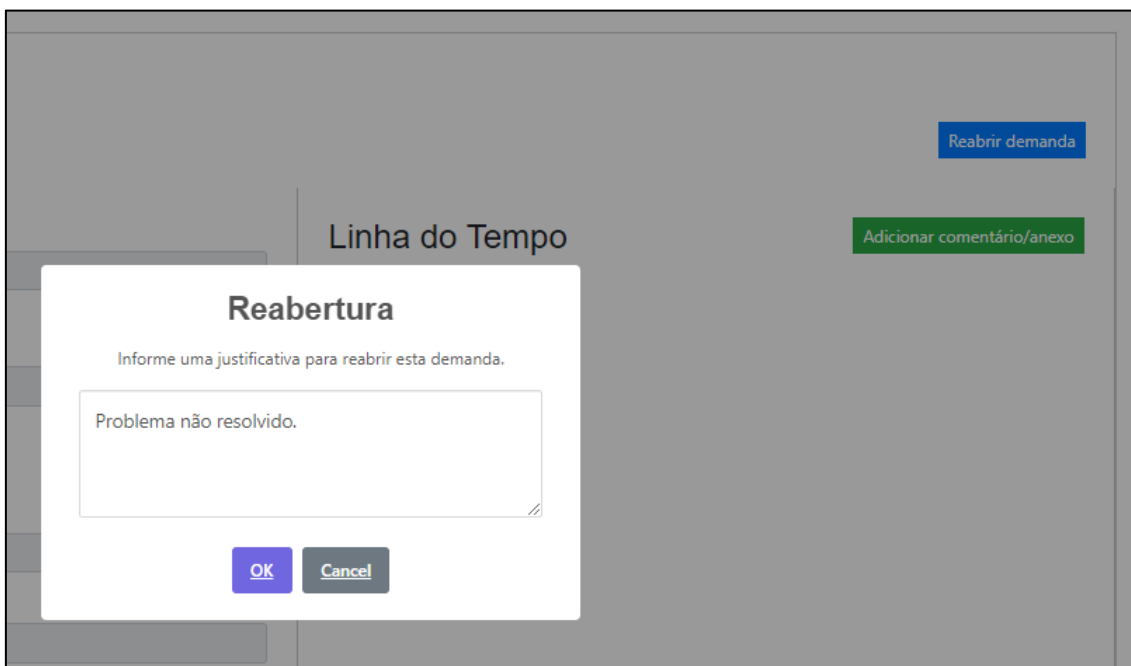 Reabrir demanda
Linha do Tempo
Adicionar comentário/anexo
Reabertura
Informe uma justificativa para reabrir esta demanda.
Problema não resolvido.
OK
Cancel